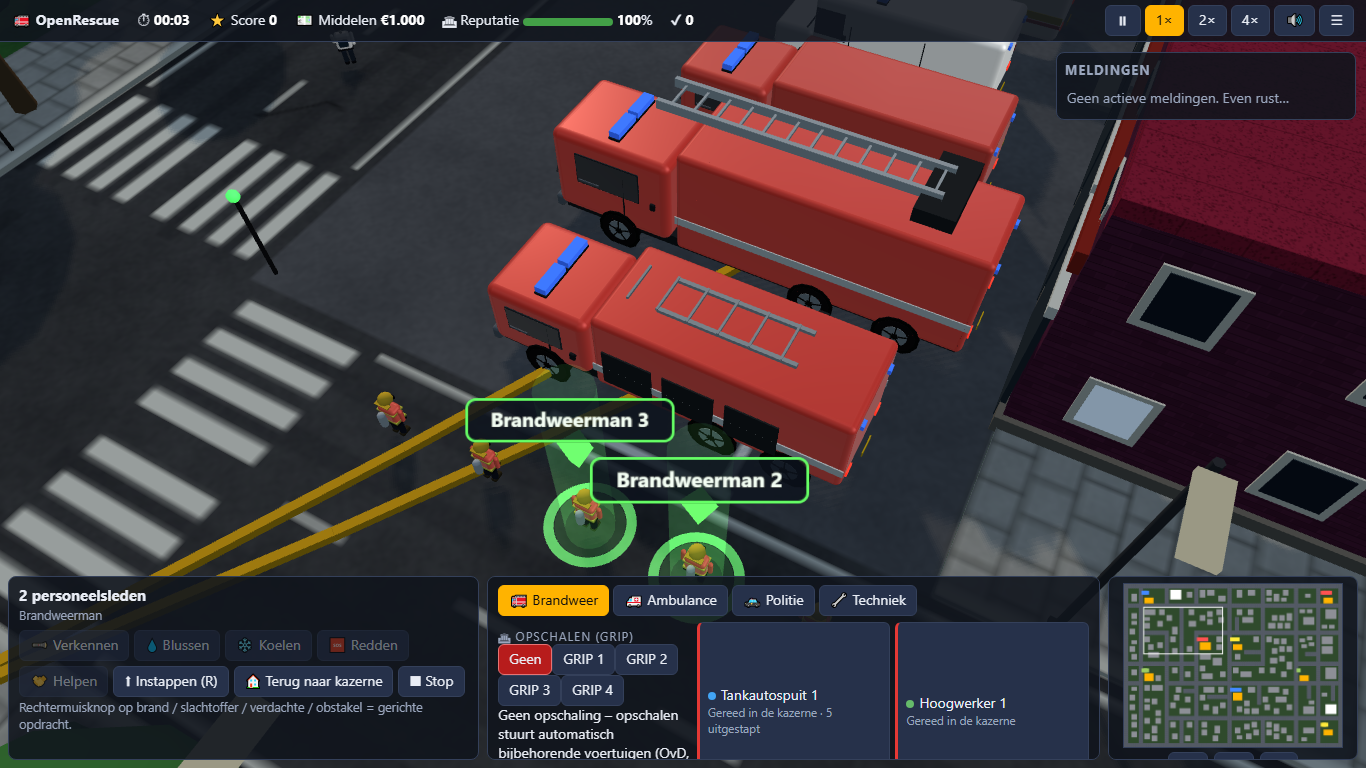 OpenRescue 00:03 Score 0 Middelen €1.000 Reputatie 100% ✓ 0
1× 2× 4×
MELDINGEN
Geen actieve meldingen. Even rust...
Brandweerman 3
Brandweerman 2
2 personeelsleden
Brandweerman
Verkennen Blussen Koelen Redden
Helpen Instappen (R) Terug naar kazerne Stop
Rechtermuisknop op brand / slachtoffer / verdachte / obstakel = gerichte
opdracht.
Brandweer Ambulance Politie Techniek
OPSCHALEN (GRIP)
Geen GRIP 1 GRIP 2
GRIP 3 GRIP 4
Geen opschaling – opschalen
stuurt automatisch
bijbehorende voertuigen (OvD,
Tankautospuit 1
Gereed in de kazerne · 5
uitgestapt
Hoogwerker 1
Gereed in de kazerne